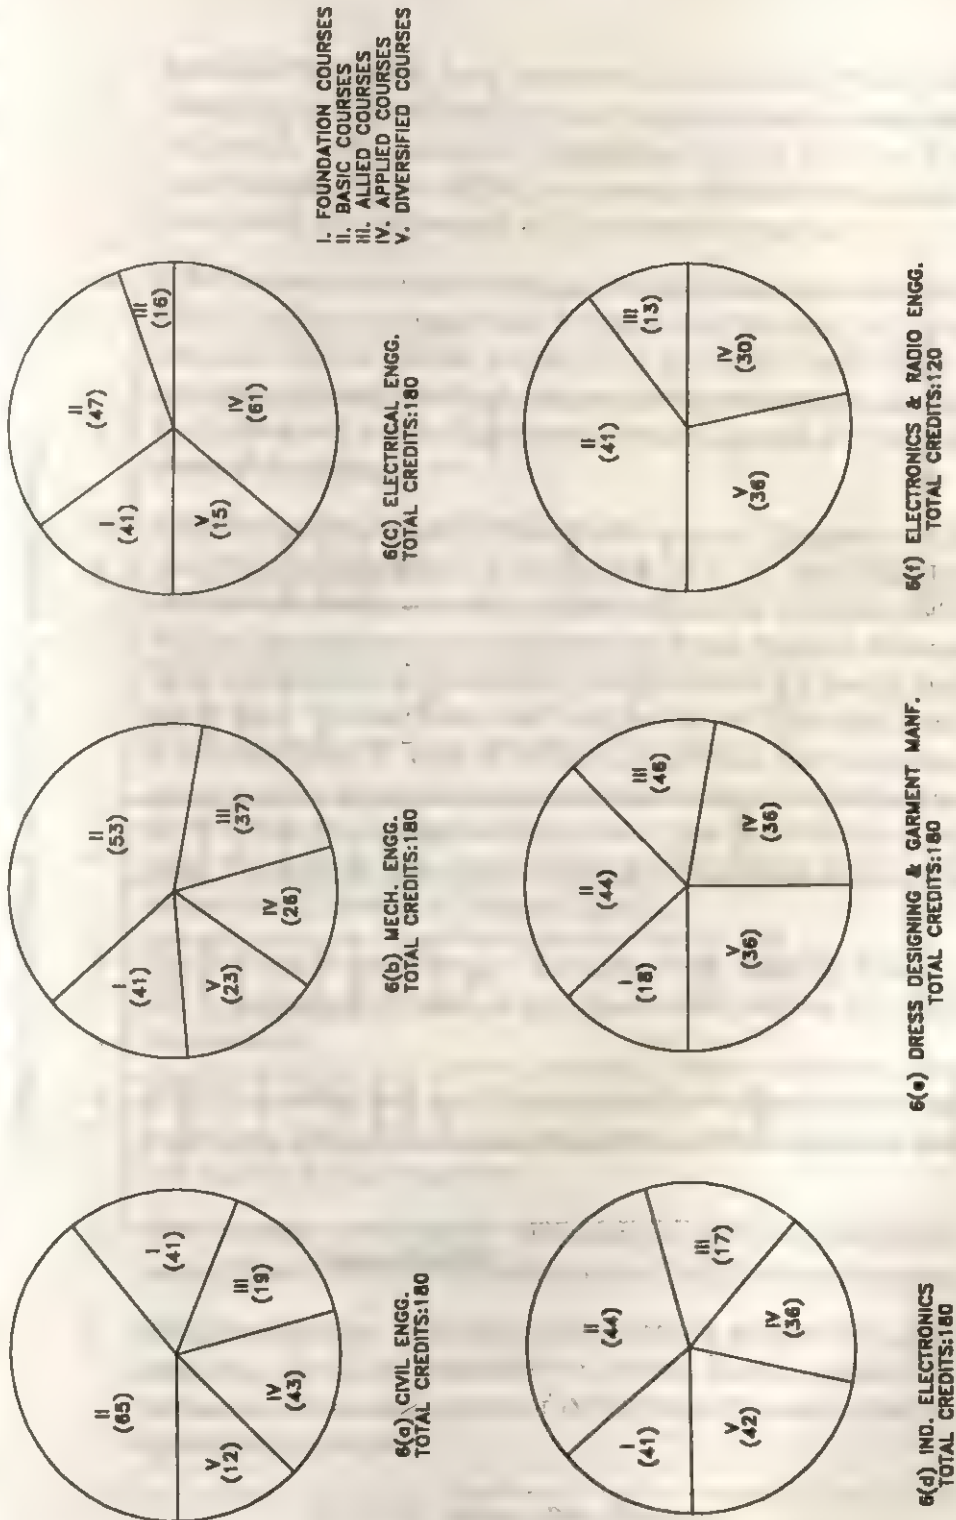 II
(65)
I
(41)
III
(19)
IV
(43)
V
(12)
6(a) CIVIL ENGG.
TOTAL CREDITS:180
II
(53)
I
(41)
III
(37)
IV
(26)
V
(23)
6(b) MECH. ENGG.
TOTAL CREDITS:180
II
(47)
I
(41)
III
(16)
IV
(61)
V
(15)
6(C) ELECTRICAL ENGG.
TOTAL CREDITS:180
I. FOUNDATION COURSES
II. BASIC COURSES
III. ALLIED COURSES
IV. APPLIED COURSES
V. DIVERSIFIED COURSES
II
(44)
I
(41)
III
(17)
IV
(36)
V
(42)
6(d) IND. ELECTRONICS
TOTAL CREDITS:180
II
(44)
I
(18)
III
(46)
IV
(36)
V
(36)
6(e) DRESS DESIGNING & GARMENT MANF.
TOTAL CREDITS:180
II
(41)
III
(13)
IV
(30)
V
(36)
6(f) ELECTRONICS & RADIO ENGG.
TOTAL CREDITS:120